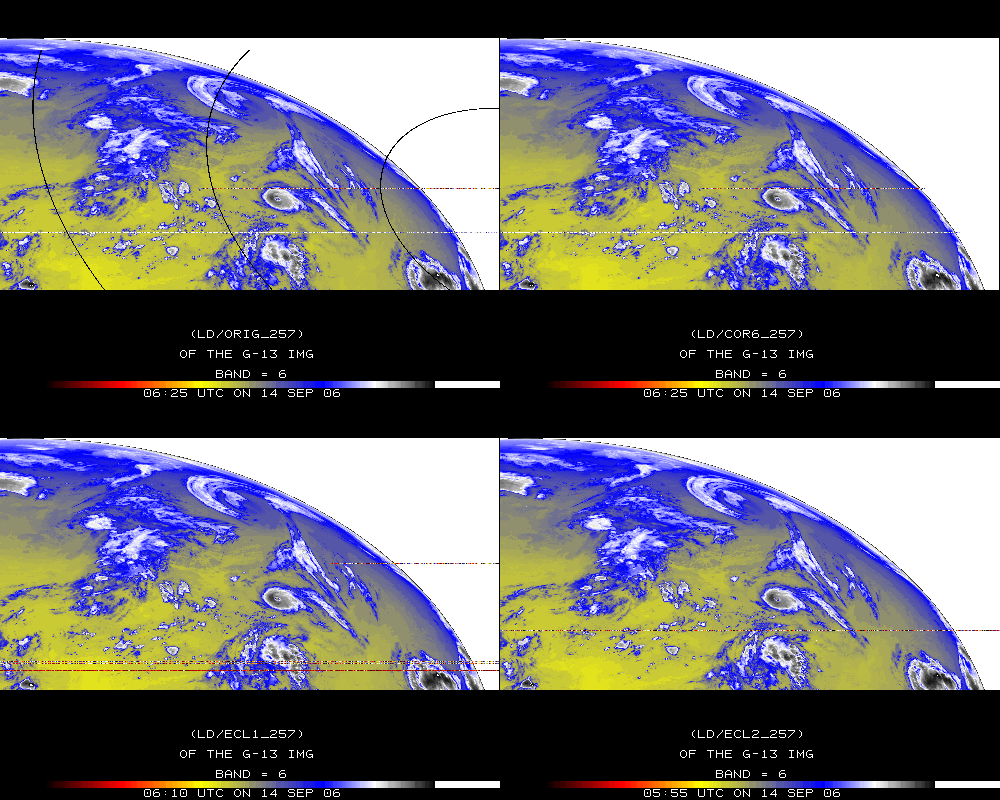 (LD/ORIG_257)
OF THE G-13 IMG
BAND = 6
06:25 UTC ON 14 SEP 06
(LD/COR6_257)
OF THE G-13 IMG
BAND = 6
06:25 UTC ON 14 SEP 06
(LD/ECL1_257)
OF THE G-13 IMG
BAND = 6
06:10 UTC ON 14 SEP 06
(LD/ECL2_257)
OF THE G-13 IMG
BAND = 6
05:55 UTC ON 14 SEP 06